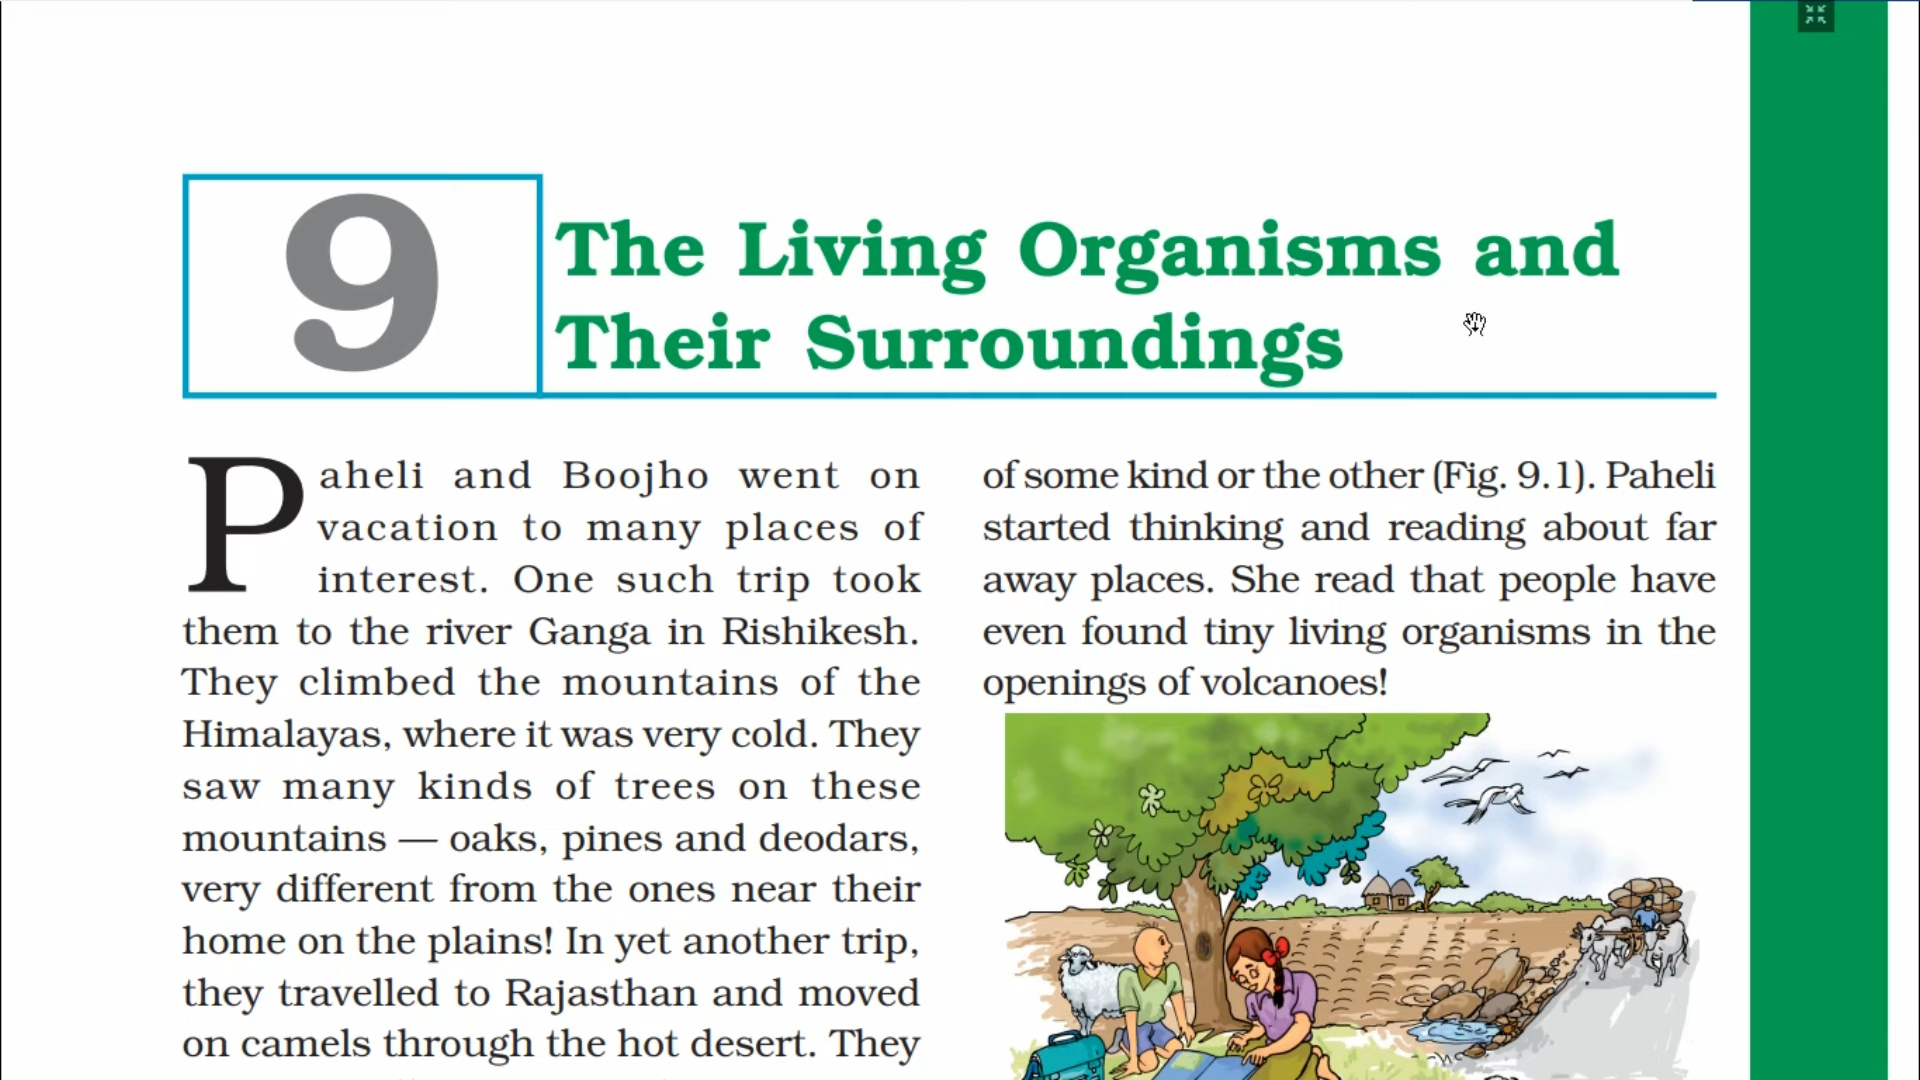 9
The Living Organisms and
Their Surroundings
Paheli and Boojho went on
vacation to many places of
interest. One such trip took
them to the river Ganga in Rishikesh.
They climbed the mountains of the
Himalayas, where it was very cold. They
saw many kinds of trees on these
mountains — oaks, pines and deodars,
very different from the ones near their
home on the plains! In yet another trip,
they travelled to Rajasthan and moved
on camels through the hot desert. They
of some kind or the other (Fig. 9.1). Paheli
started thinking and reading about far
away places. She read that people have
even found tiny living organisms in the
openings of volcanoes!